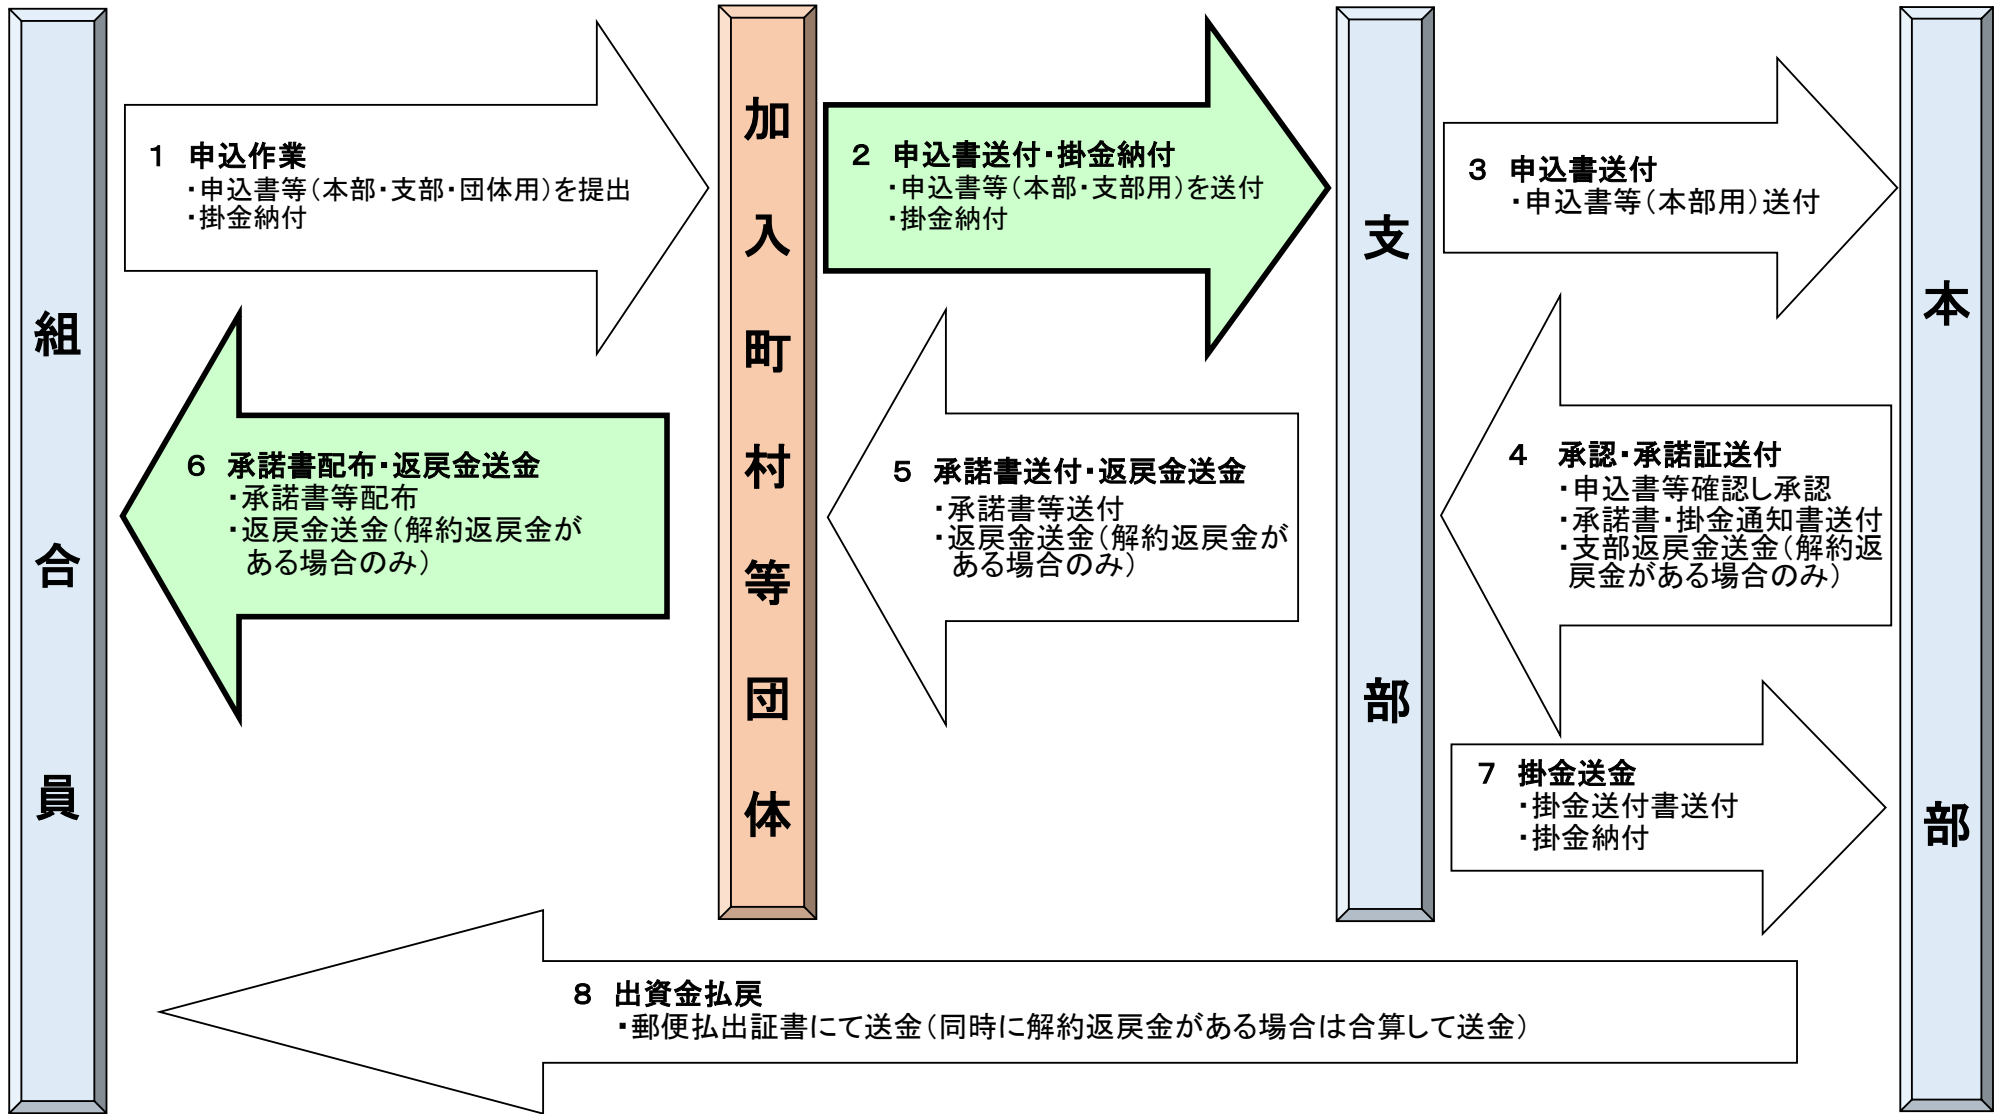 組合員
加入町村等団体
支部
本部
1 申込作業
・申込書等（本部・支部・団体用）を提出
・掛金納付
2 申込書送付・掛金納付
・申込書等（本部・支部用）を送付
・掛金納付
3 申込書送付
・申込書等（本部用）送付
4 承認・承諾証送付
・申込書等確認し承認
・承諾書・掛金通知書送付
・支部返戻金送金（解約返
戻金がある場合のみ）
5 承諾書送付・返戻金送金
・承諾書等送付
・返戻金送金（解約返戻金が
ある場合のみ）
6 承諾書配布・返戻金送金
・承諾書等配布
・返戻金送金（解約返戻金が
ある場合のみ）
7 掛金送金
・掛金送付書送付
・掛金納付
8 出資金払戻
・郵便払出証書にて送金（同時に解約返戻金がある場合は合算して送金）